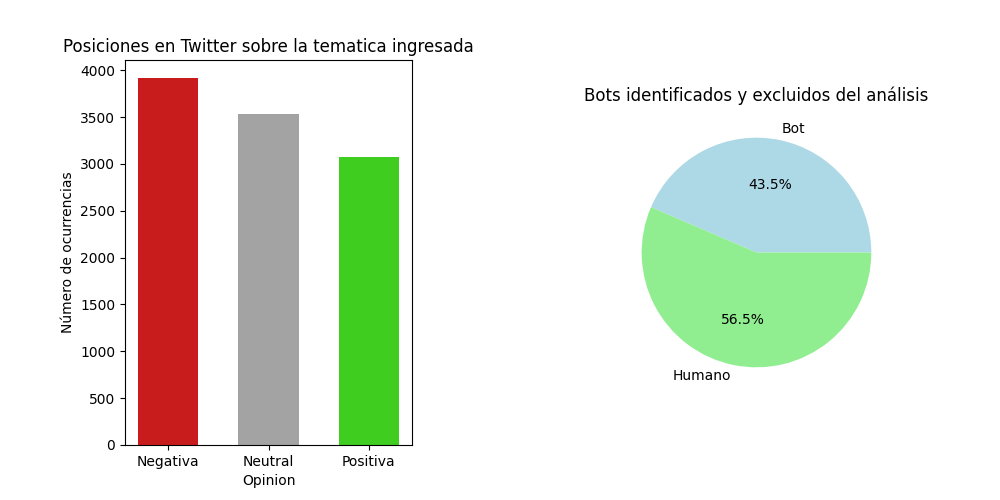 Posiciones en Twitter sobre la tematica ingresada
4000
3500
3000
2500
2000
1500
1000
500
0
Número de ocurrencias
Negativa
Neutral
Positiva
Opinion
Bots identificados y excluidos del análisis
Bot
43.5%
56.5%
Humano